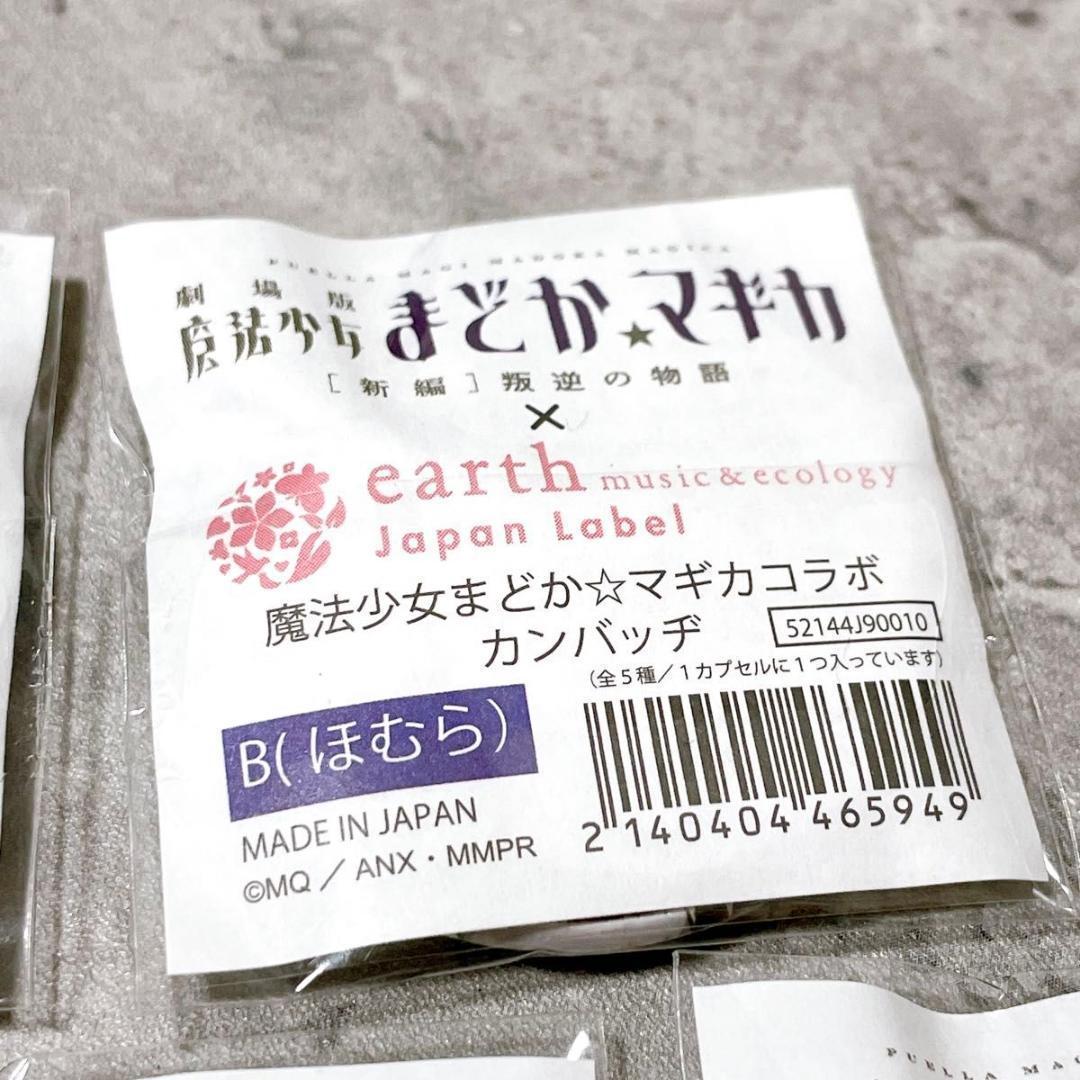 PUELLA MAGI MADOKA MAGICA
劇場版
魔法少女まどか★マギカ
[新編]叛逆の物語
×
earth music&ecology
Japan Label
魔法少女まどか☆マギカコラボ
カンバッヂ
52144J90010
(全5種/1カプセルに1つ入っています)
B(ほむら)
MADE IN JAPAN
©MQ/ANX・MMPR
2 140404 465949
PUELLA MAG